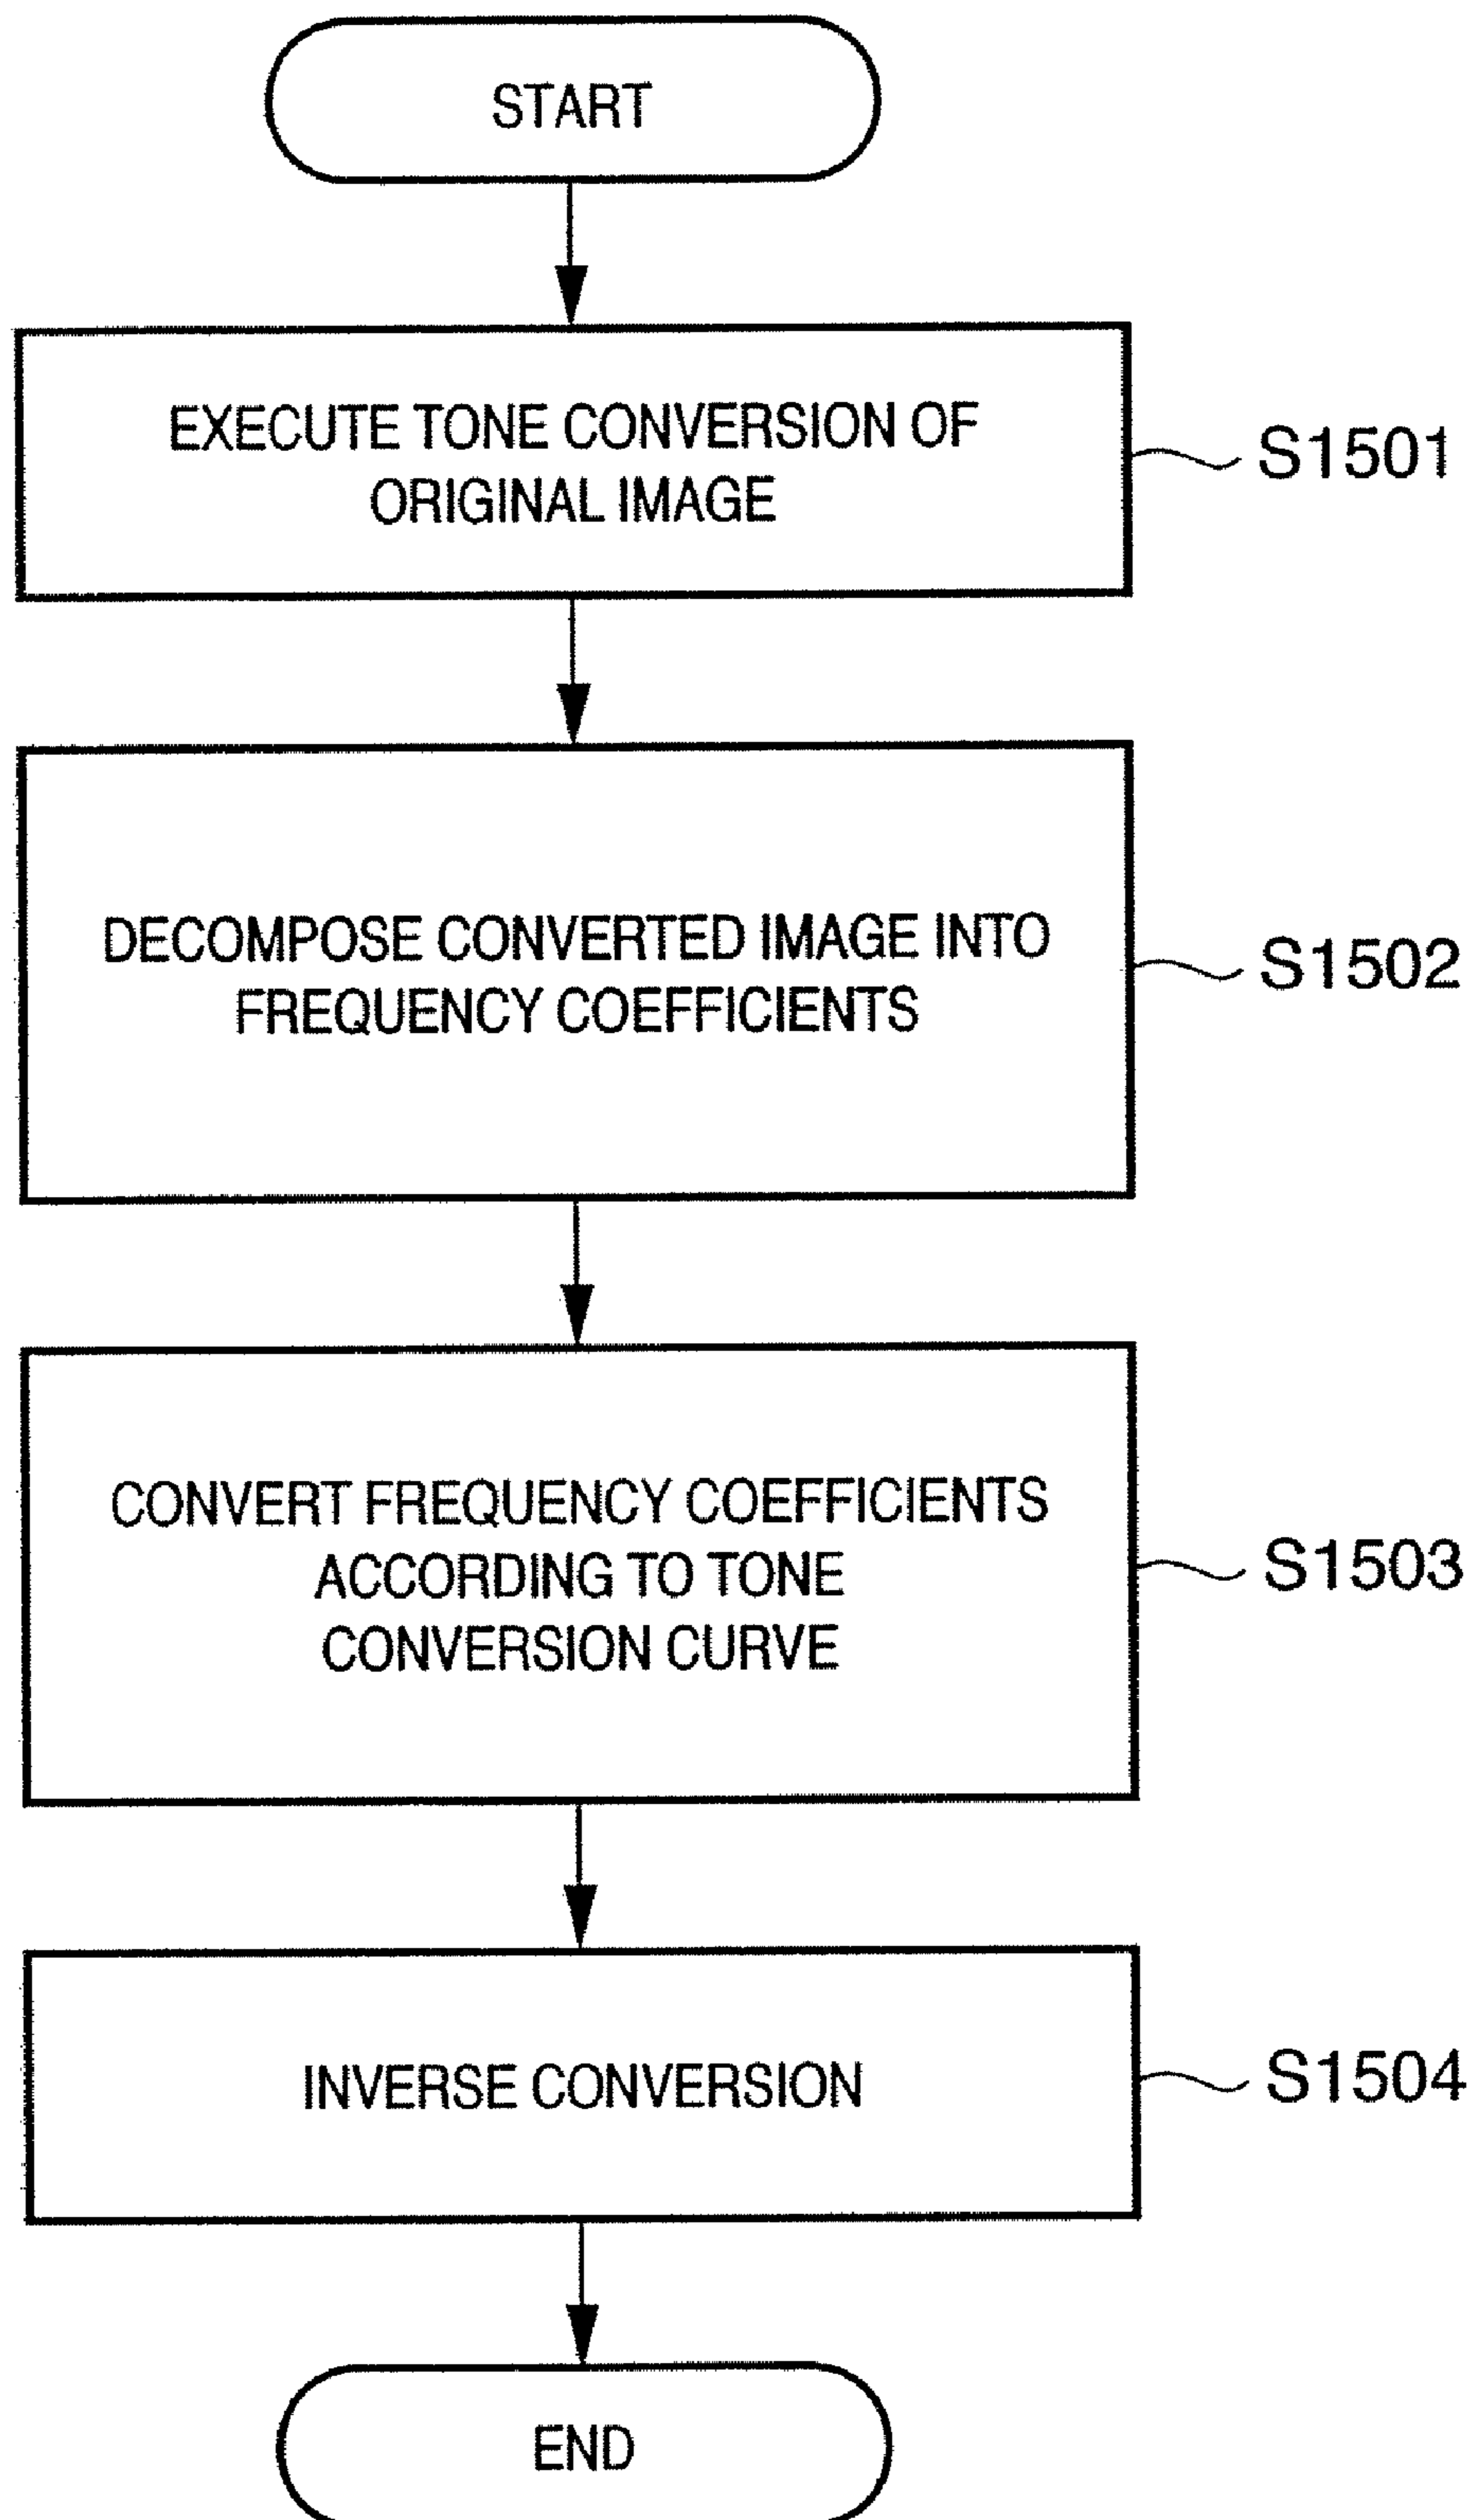 START
EXECUTE TONE CONVERSION OF
ORIGINAL IMAGE
S1501
DECOMPOSE CONVERTED IMAGE INTO
FREQUENCY COEFFICIENTS
S1502
CONVERT FREQUENCY COEFFICIENTS
ACCORDING TO TONE
CONVERSION CURVE
S1503
INVERSE CONVERSION
S1504
END